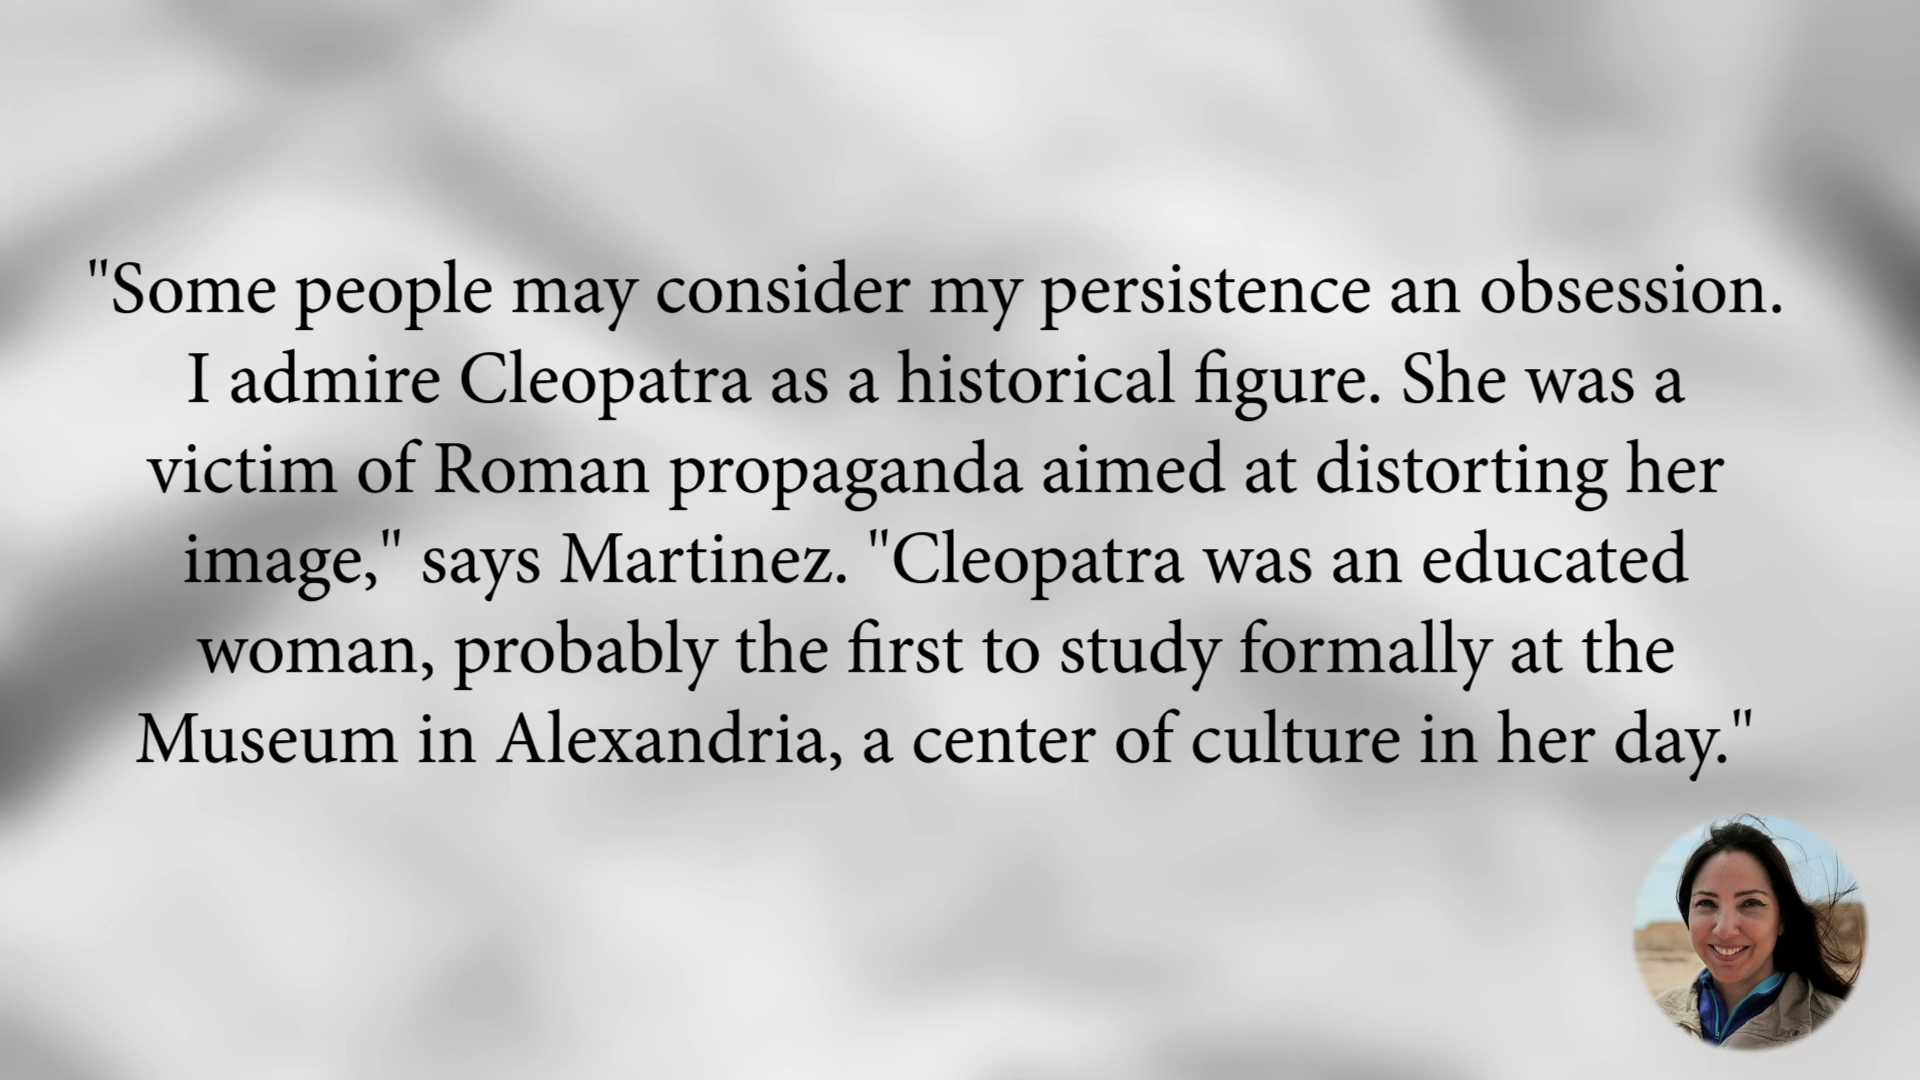 "Some people may consider my persistence an obsession.
I admire Cleopatra as a historical figure. She was a
victim of Roman propaganda aimed at distorting her
image," says Martinez. "Cleopatra was an educated
woman, probably the first to study formally at the
Museum in Alexandria, a center of culture in her day."